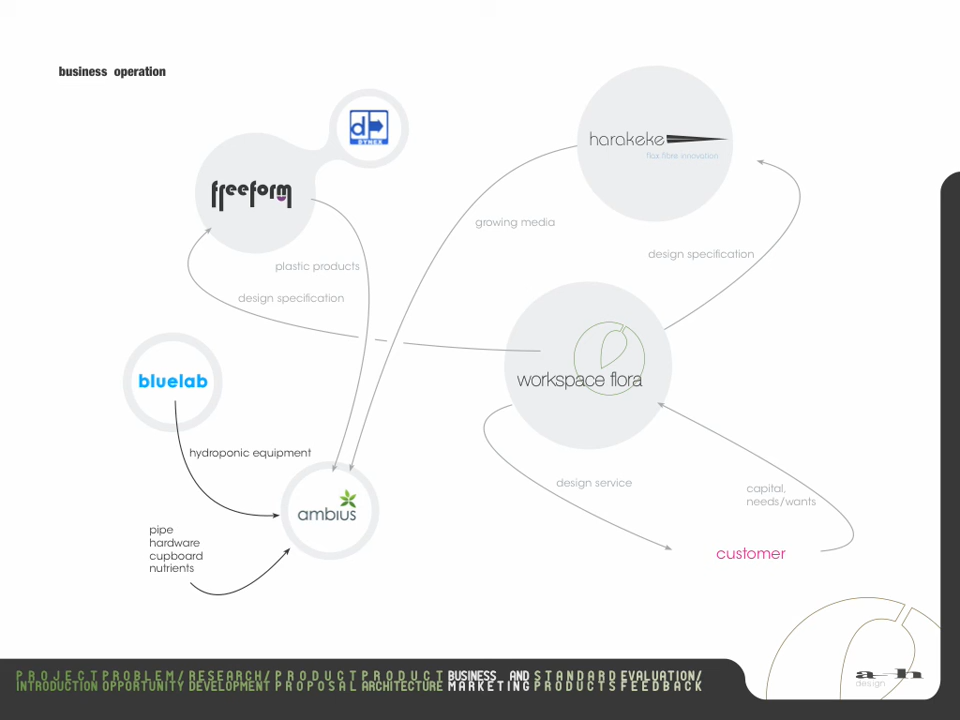 business operation
d
SYNEX
harakeke
flax fibre innovation
freeform
growing media
design specification
plastic products
design specification
workspace flora
bluelab
hydroponic equipment
design service
capital,
needs/wants
ambius
pipe
hardware
cupboard
nutrients
customer
PROJECT PROBLEM/ RESEARCH/ PRODUCT PRODUCT BUSINESS AND STANDARD EVALUATION/
INTRODUCTION OPPORTUNITY DEVELOPMENT PROPOSAL ARCHITECTURE MARKETING PRODUCTS FEEDBACK
a-h
design